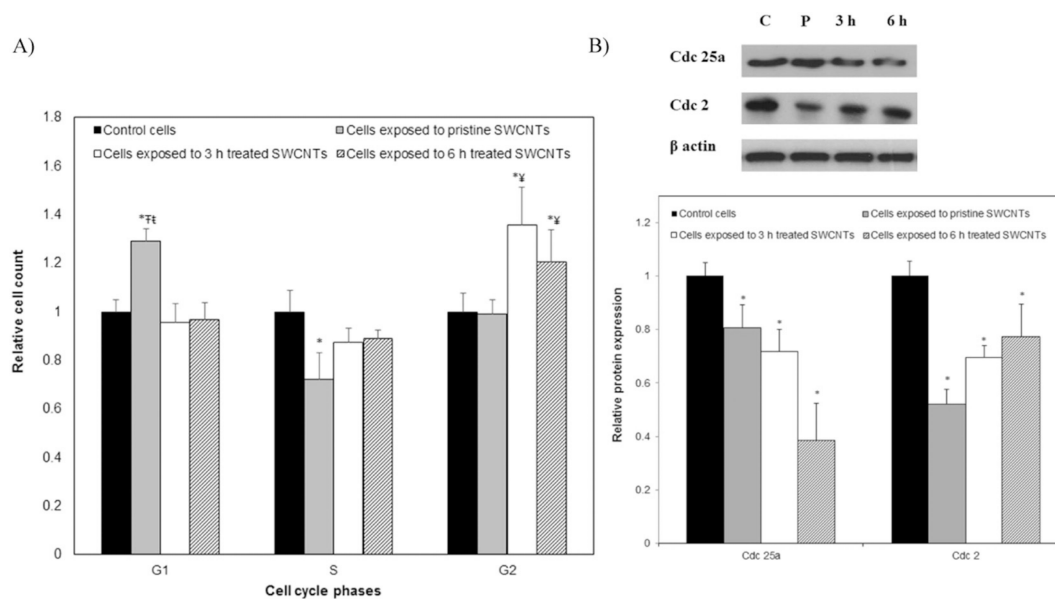 A)
1.8
1.6
1.4
1.2
1
0.8
0.6
0.4
0.2
0
Relative cell count
Control cells
Cells exposed to pristine SWCNTs
Cells exposed to 3 h treated SWCNTs
Cells exposed to 6 h treated SWCNTs
*Ŧŧ
*
*¥
*¥
G1
S
G2
Cell cycle phases
B)
C P 3 h 6 h
Cdc 25a
Cdc 2
β actin
1.2
1
0.8
0.6
0.4
0.2
0
Relative protein expression
Control cells
Cells exposed to pristine SWCNTs
Cells exposed to 3 h treated SWCNTs
Cells exposed to 6 h treated SWCNTs
*
*
*
*
*
*
Cdc 25a
Cdc 2